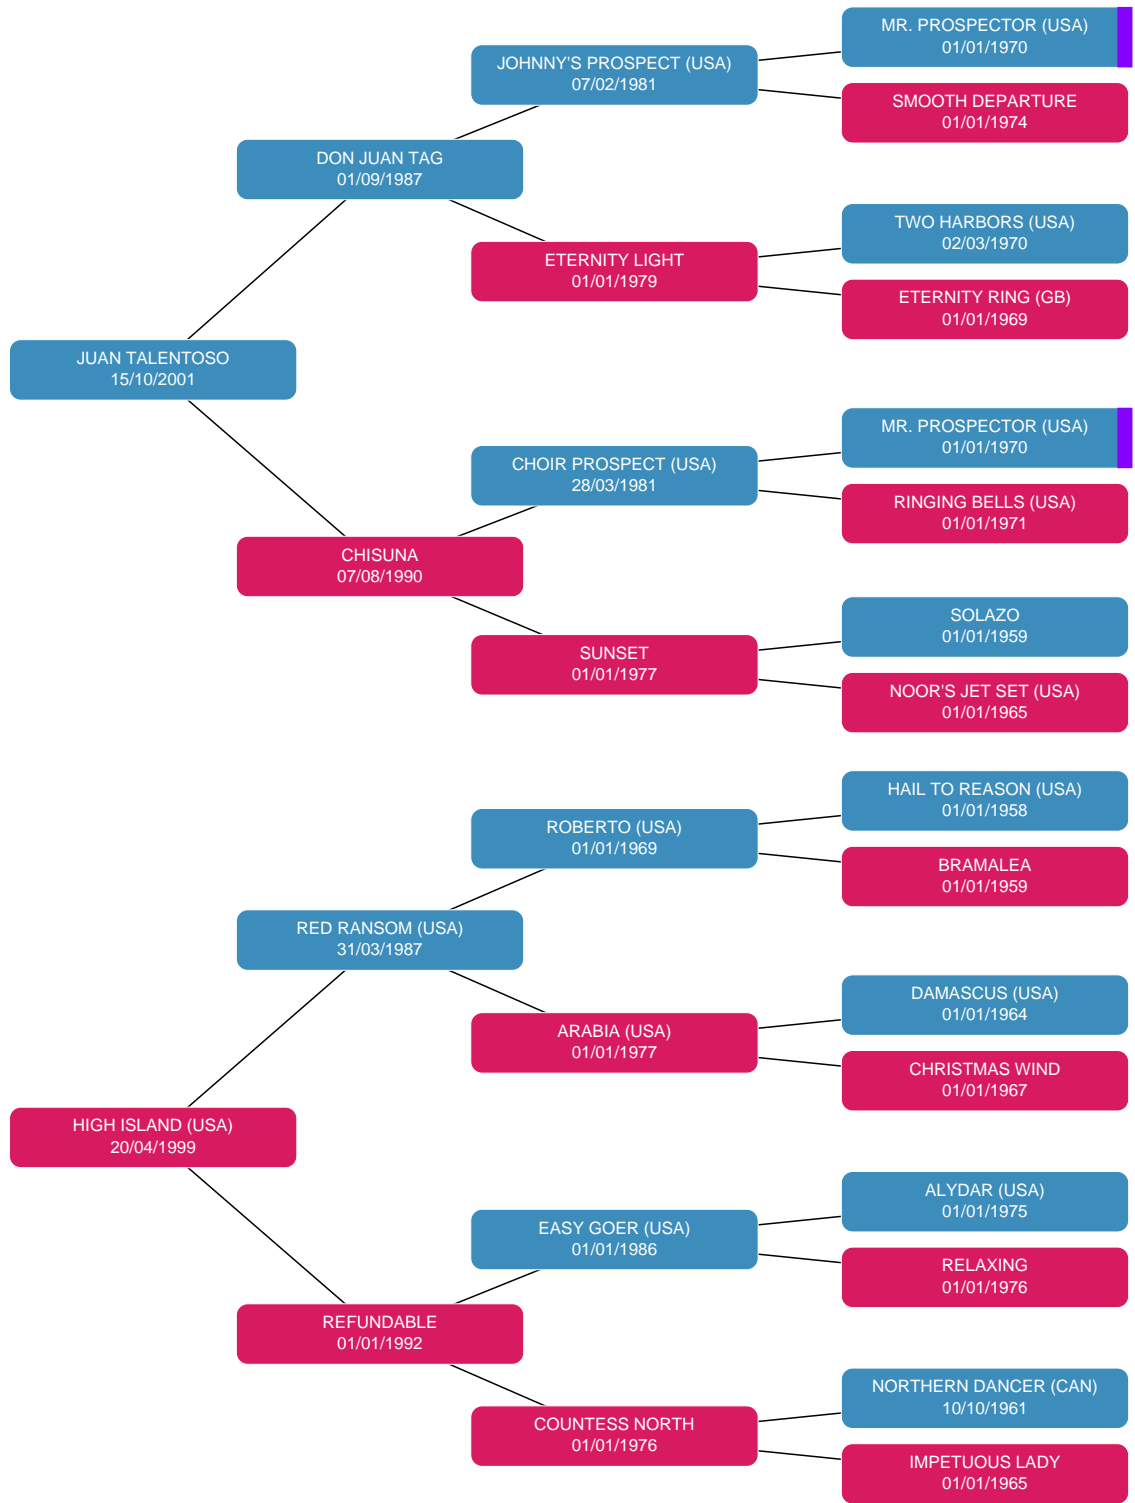 MR. PROSPECTOR (USA)
01/01/1970
JOHNNY'S PROSPECT (USA)
07/02/1981
SMOOTH DEPARTURE
01/01/1974
DON JUAN TAG
01/09/1987
TWO HARBORS (USA)
02/03/1970
ETERNITY LIGHT
01/01/1979
ETERNITY RING (GB)
01/01/1969
JUAN TALENTOSO
15/10/2001
MR. PROSPECTOR (USA)
01/01/1970
CHOIR PROSPECT (USA)
28/03/1981
RINGING BELLS (USA)
01/01/1971
CHISUNA
07/08/1990
SOLAZO
01/01/1959
SUNSET
01/01/1977
NOOR'S JET SET (USA)
01/01/1965
HAIL TO REASON (USA)
01/01/1958
ROBERTO (USA)
01/01/1969
BRAMALEA
01/01/1959
RED RANSOM (USA)
31/03/1987
DAMASCUS (USA)
01/01/1964
ARABIA (USA)
01/01/1977
CHRISTMAS WIND
01/01/1967
HIGH ISLAND (USA)
20/04/1999
ALYDAR (USA)
01/01/1975
EASY GOER (USA)
01/01/1986
RELAXING
01/01/1976
REFUNDABLE
01/01/1992
NORTHERN DANCER (CAN)
10/10/1961
COUNTESS NORTH
01/01/1976
IMPETUOUS LADY
01/01/1965